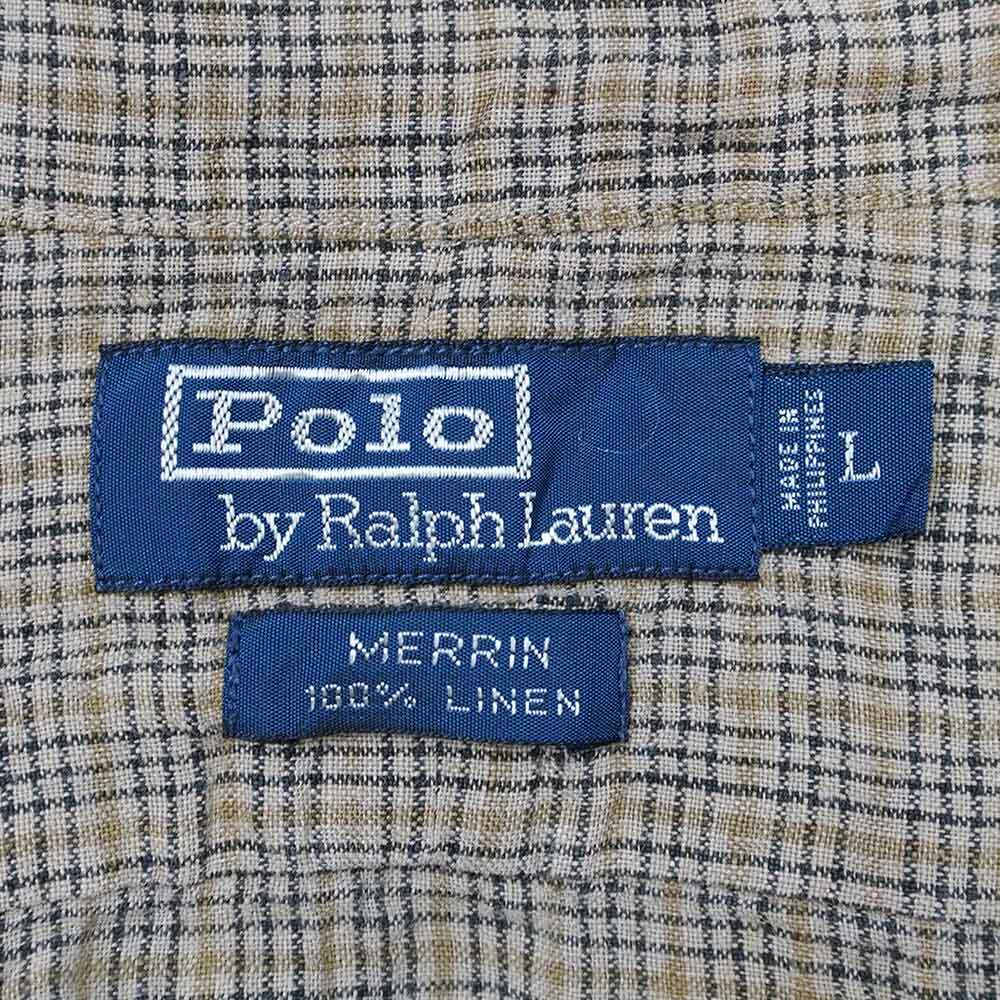 Polo
by Ralph Lauren
MADE IN
PHILIPPINES
L
MERRIN
100% LINEN